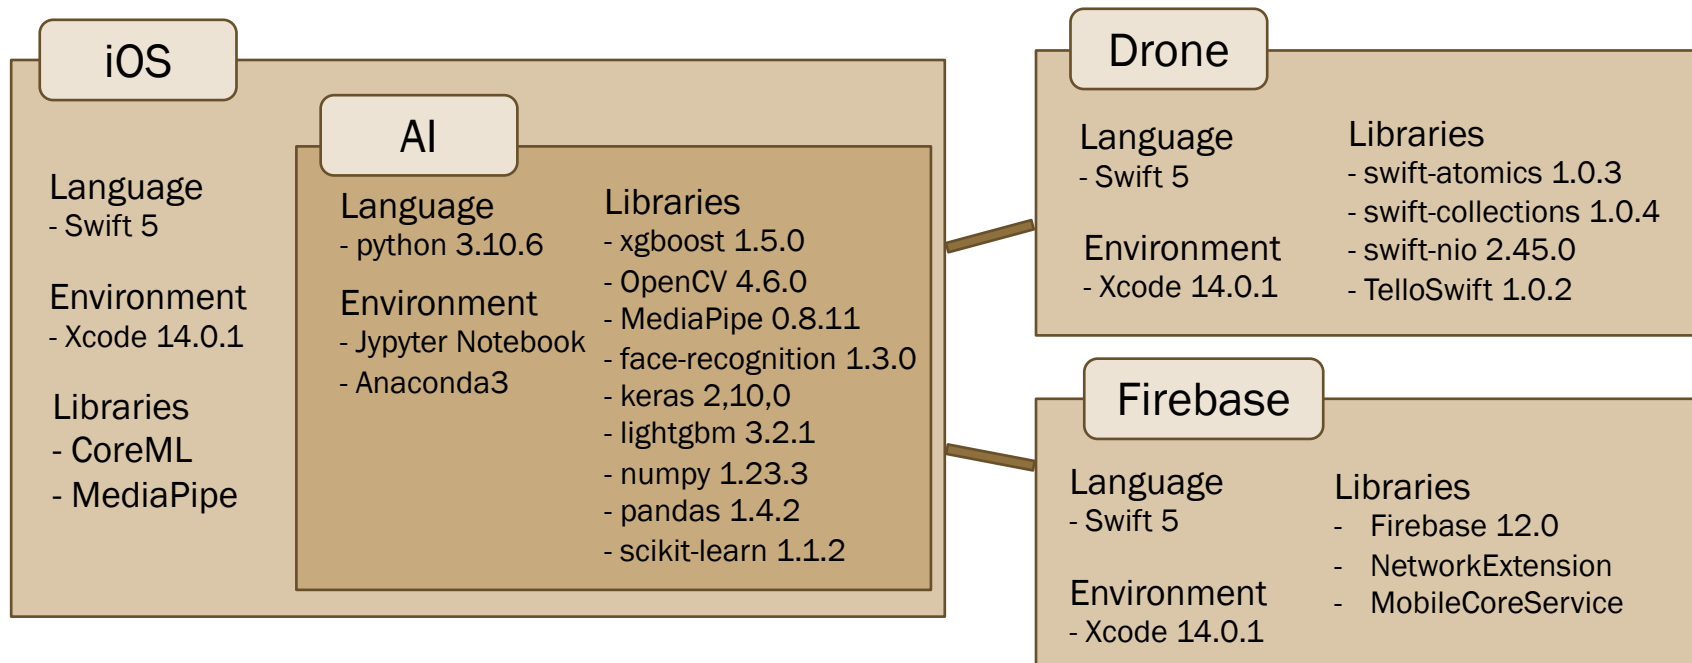 iOS
Language
- Swift 5
Environment
- Xcode 14.0.1
Libraries
- CoreML
- MediaPipe
AI
Language
- python 3.10.6
Environment
- Jypyter Notebook
- Anaconda3
Libraries
- xgboost 1.5.0
- OpenCV 4.6.0
- MediaPipe 0.8.11
- face-recognition 1.3.0
- keras 2,10,0
- lightgbm 3.2.1
- numpy 1.23.3
- pandas 1.4.2
- scikit-learn 1.1.2
Drone
Language
- Swift 5
Environment
- Xcode 14.0.1
Libraries
- swift-atomics 1.0.3
- swift-collections 1.0.4
- swift-nio 2.45.0
- TelloSwift 1.0.2
Firebase
Language
- Swift 5
Environment
- Xcode 14.0.1
Libraries
- Firebase 12.0
- NetworkExtension
- MobileCoreService